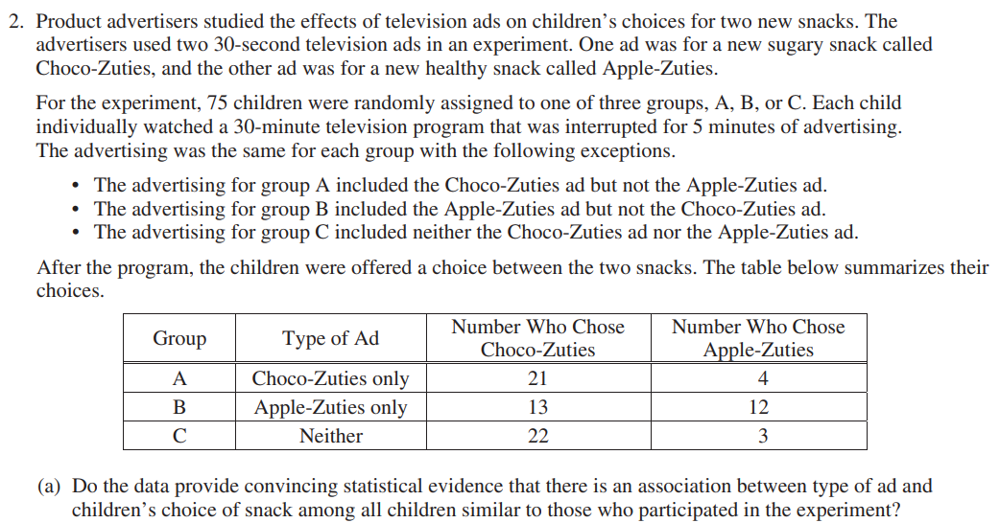 2. Product advertisers studied the effects of television ads on children’s choices for two new snacks. The
advertisers used two 30-second television ads in an experiment. One ad was for a new sugary snack called
Choco-Zuties, and the other ad was for a new healthy snack called Apple-Zuties.
For the experiment, 75 children were randomly assigned to one of three groups, A, B, or C. Each child
individually watched a 30-minute television program that was interrupted for 5 minutes of advertising.
The advertising was the same for each group with the following exceptions.
• The advertising for group A included the Choco-Zuties ad but not the Apple-Zuties ad.
• The advertising for group B included the Apple-Zuties ad but not the Choco-Zuties ad.
• The advertising for group C included neither the Choco-Zuties ad nor the Apple-Zuties ad.
After the program, the children were offered a choice between the two snacks. The table below summarizes their
choices.
Group Type of Ad Number Who Chose Choco-Zuties Number Who Chose Apple-Zuties
A Choco-Zuties only 21 4
B Apple-Zuties only 13 12
C Neither 22 3
(a) Do the data provide convincing statistical evidence that there is an association between type of ad and
children’s choice of snack among all children similar to those who participated in the experiment?